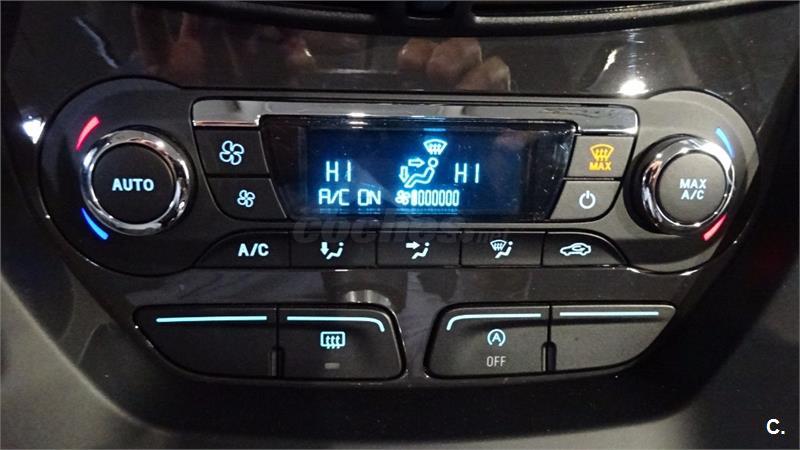 HI HI
A/C ON
AUTO
MAX
MAX
A/C
A/C
coches.net
A
OFF
C.